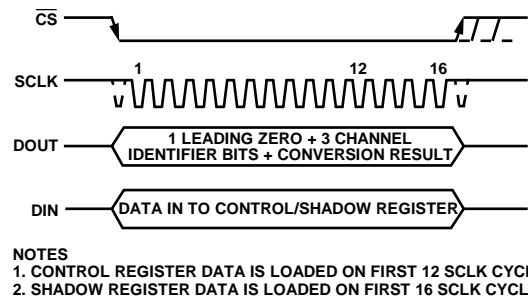 CS
1 12 16
SCLK
DOUT
1 LEADING ZERO + 3 CHANNEL
IDENTIFIER BITS + CONVERSION RESULT
DIN
DATA IN TO CONTROL/SHADOW REGISTER
NOTES
1. CONTROL REGISTER DATA IS LOADED ON FIRST 12 SCLK
2. SHADOW REGISTER DATA IS LOADED ON FIRST 16 SCLK